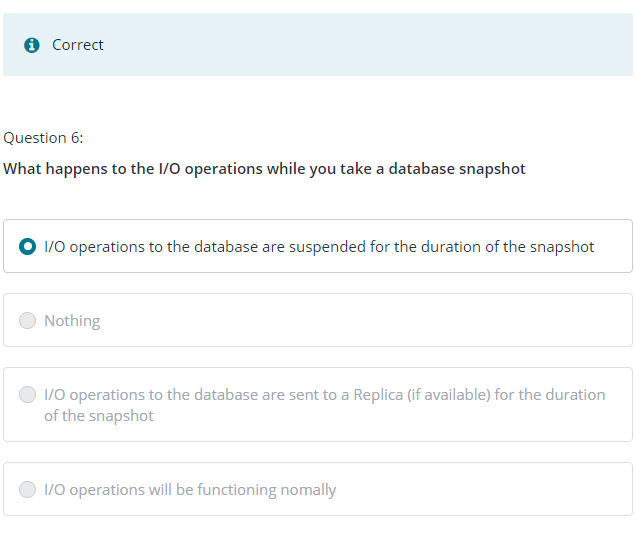 Correct
Question 6:
What happens to the I/O operations while you take a database snapshot
I/O operations to the database are suspended for the duration of the snapshot
Nothing
I/O operations to the database are sent to a Replica (if available) for the duration
of the snapshot
I/O operations will be functioning nomally